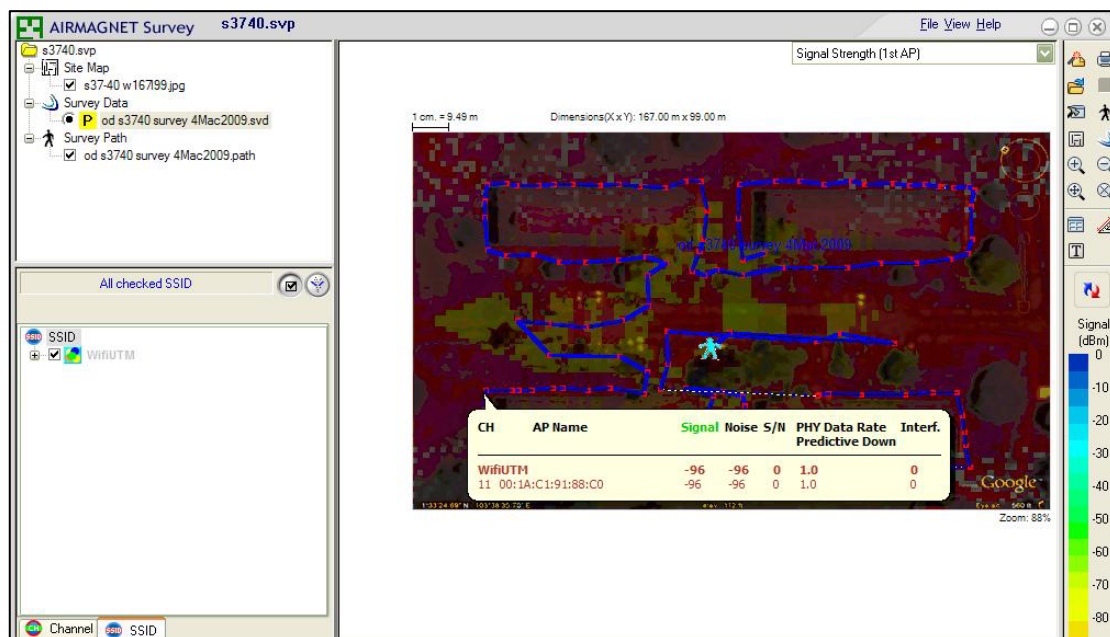 AIRMAGNET Survey s3740.svp
File View Help
s3740.svp
Site Map
s37-40 w167l99.jpg
Survey Data
P od s3740 survey 4Mac2009.svd
Survey Path
od s3740 survey 4Mac2009.path
All checked SSID
SSID SSID
WifiUTM
CH Channel SSID SSID
Signal Strength (1st AP)
1 cm. = 9.49 m Dimensions(X x Y): 167.00 m x 99.00 m
od s3740 survey 4Mac2009
CH AP Name Signal Noise S/N PHY Data Rate Interf.
Predictive Down
WifiUTM -96 -96 0 1.0 0
11 00:1A:C1:91:88:C0 -96 -96 0 1.0 0
Google
Zoom: 88%
T
Signal
(dBm)
0
-10
-20
-30
-40
-50
-60
-70
-80